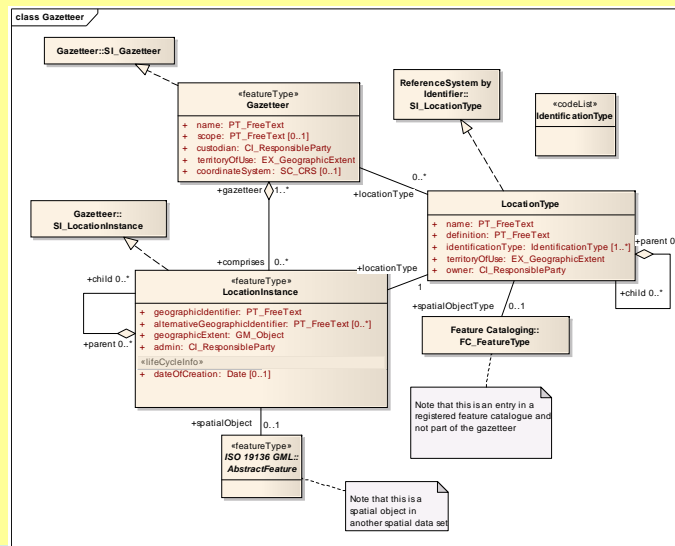 class Gazetteer
Gazetteer::SI_Gazetteer
«featureType»
Gazetteer
+ name: PT_FreeText
+ scope: PT_FreeText [0..1]
+ custodian: CI_ResponsibleParty
+ territoryOfUse: EX_GeographicExtent
+ coordinateSystem: SC_CRS [0..1]
ReferenceSystem by
Identifier::
SI_LocationType
«codeList»
IdentificationType
+gazetteer 1..*
0..*
+locationType
Gazetteer::
SI_LocationInstance
LocationType
+ name: PT_FreeText
+ definition: PT_FreeText
+ identificationType: IdentificationType [1..*]
+ territoryOfUse: EX_GeographicExtent
+ owner: CI_ResponsibleParty
+parent 0..*
+child 0..*
+comprises 0..*
+locationType
1
+child 0..*
+parent 0..*
«featureType»
LocationInstance
+ geographicIdentifier: PT_FreeText
+ alternativeGeographicIdentifier: PT_FreeText [0..*]
+ geographicExtent: GM_Object
+ admin: CI_ResponsibleParty
«lifeCycleInfo»
+ dateOfCreation: Date [0..1]
+spatialObjectType
0..1
Feature Cataloging::
FC_FeatureType
Note that this is an entry in a
registered feature catalogue and
not part of the gazetteer
+spatialObject 0..1
«featureType»
ISO 19136 GML::
AbstractFeature
Note that this is a
spatial object in
another spatial data set